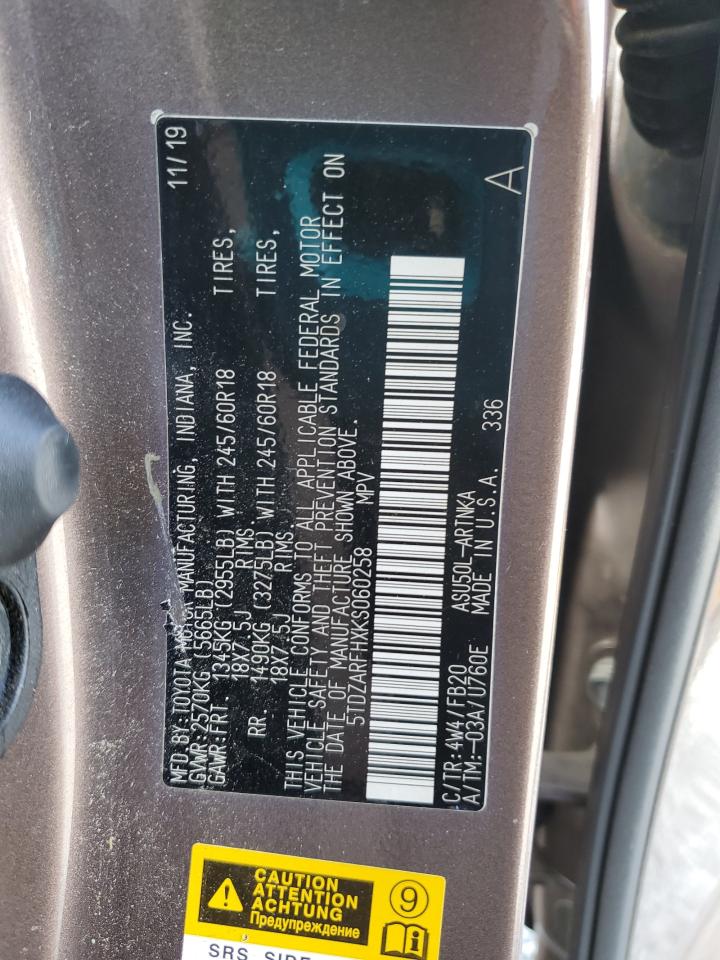 MFD BY:TOYOTA MOTOR MANUFACTURING, INDIANA, INC. 11/19
GVWR:2570KG (5665LB)
GAWR:FRT. 1345KG (2955LB) WITH 245/60R18 TIRES,
18X7.5J RIMS
RR. 1490KG (3275LB) WITH 245/60R18 TIRES,
18X7.5J RIMS.
THIS VEHICLE CONFORMS TO ALL APPLICABLE FEDERAL MOTOR
VEHICLE SAFETY AND THEFT PREVENTION STANDARDS IN EFFECT ON
THE DATE OF MANUFACTURE SHOWN ABOVE.
5TDZARFHXKS060258 MPV
C/TR:4W4 /FB20 ASU50L-ARTNKA
A/TM:-03A/U760E MADE IN U.S.A. 336 A
CAUTION
ATTENTION
ACHTUNG
Предупреждение
9
SRS SIDE